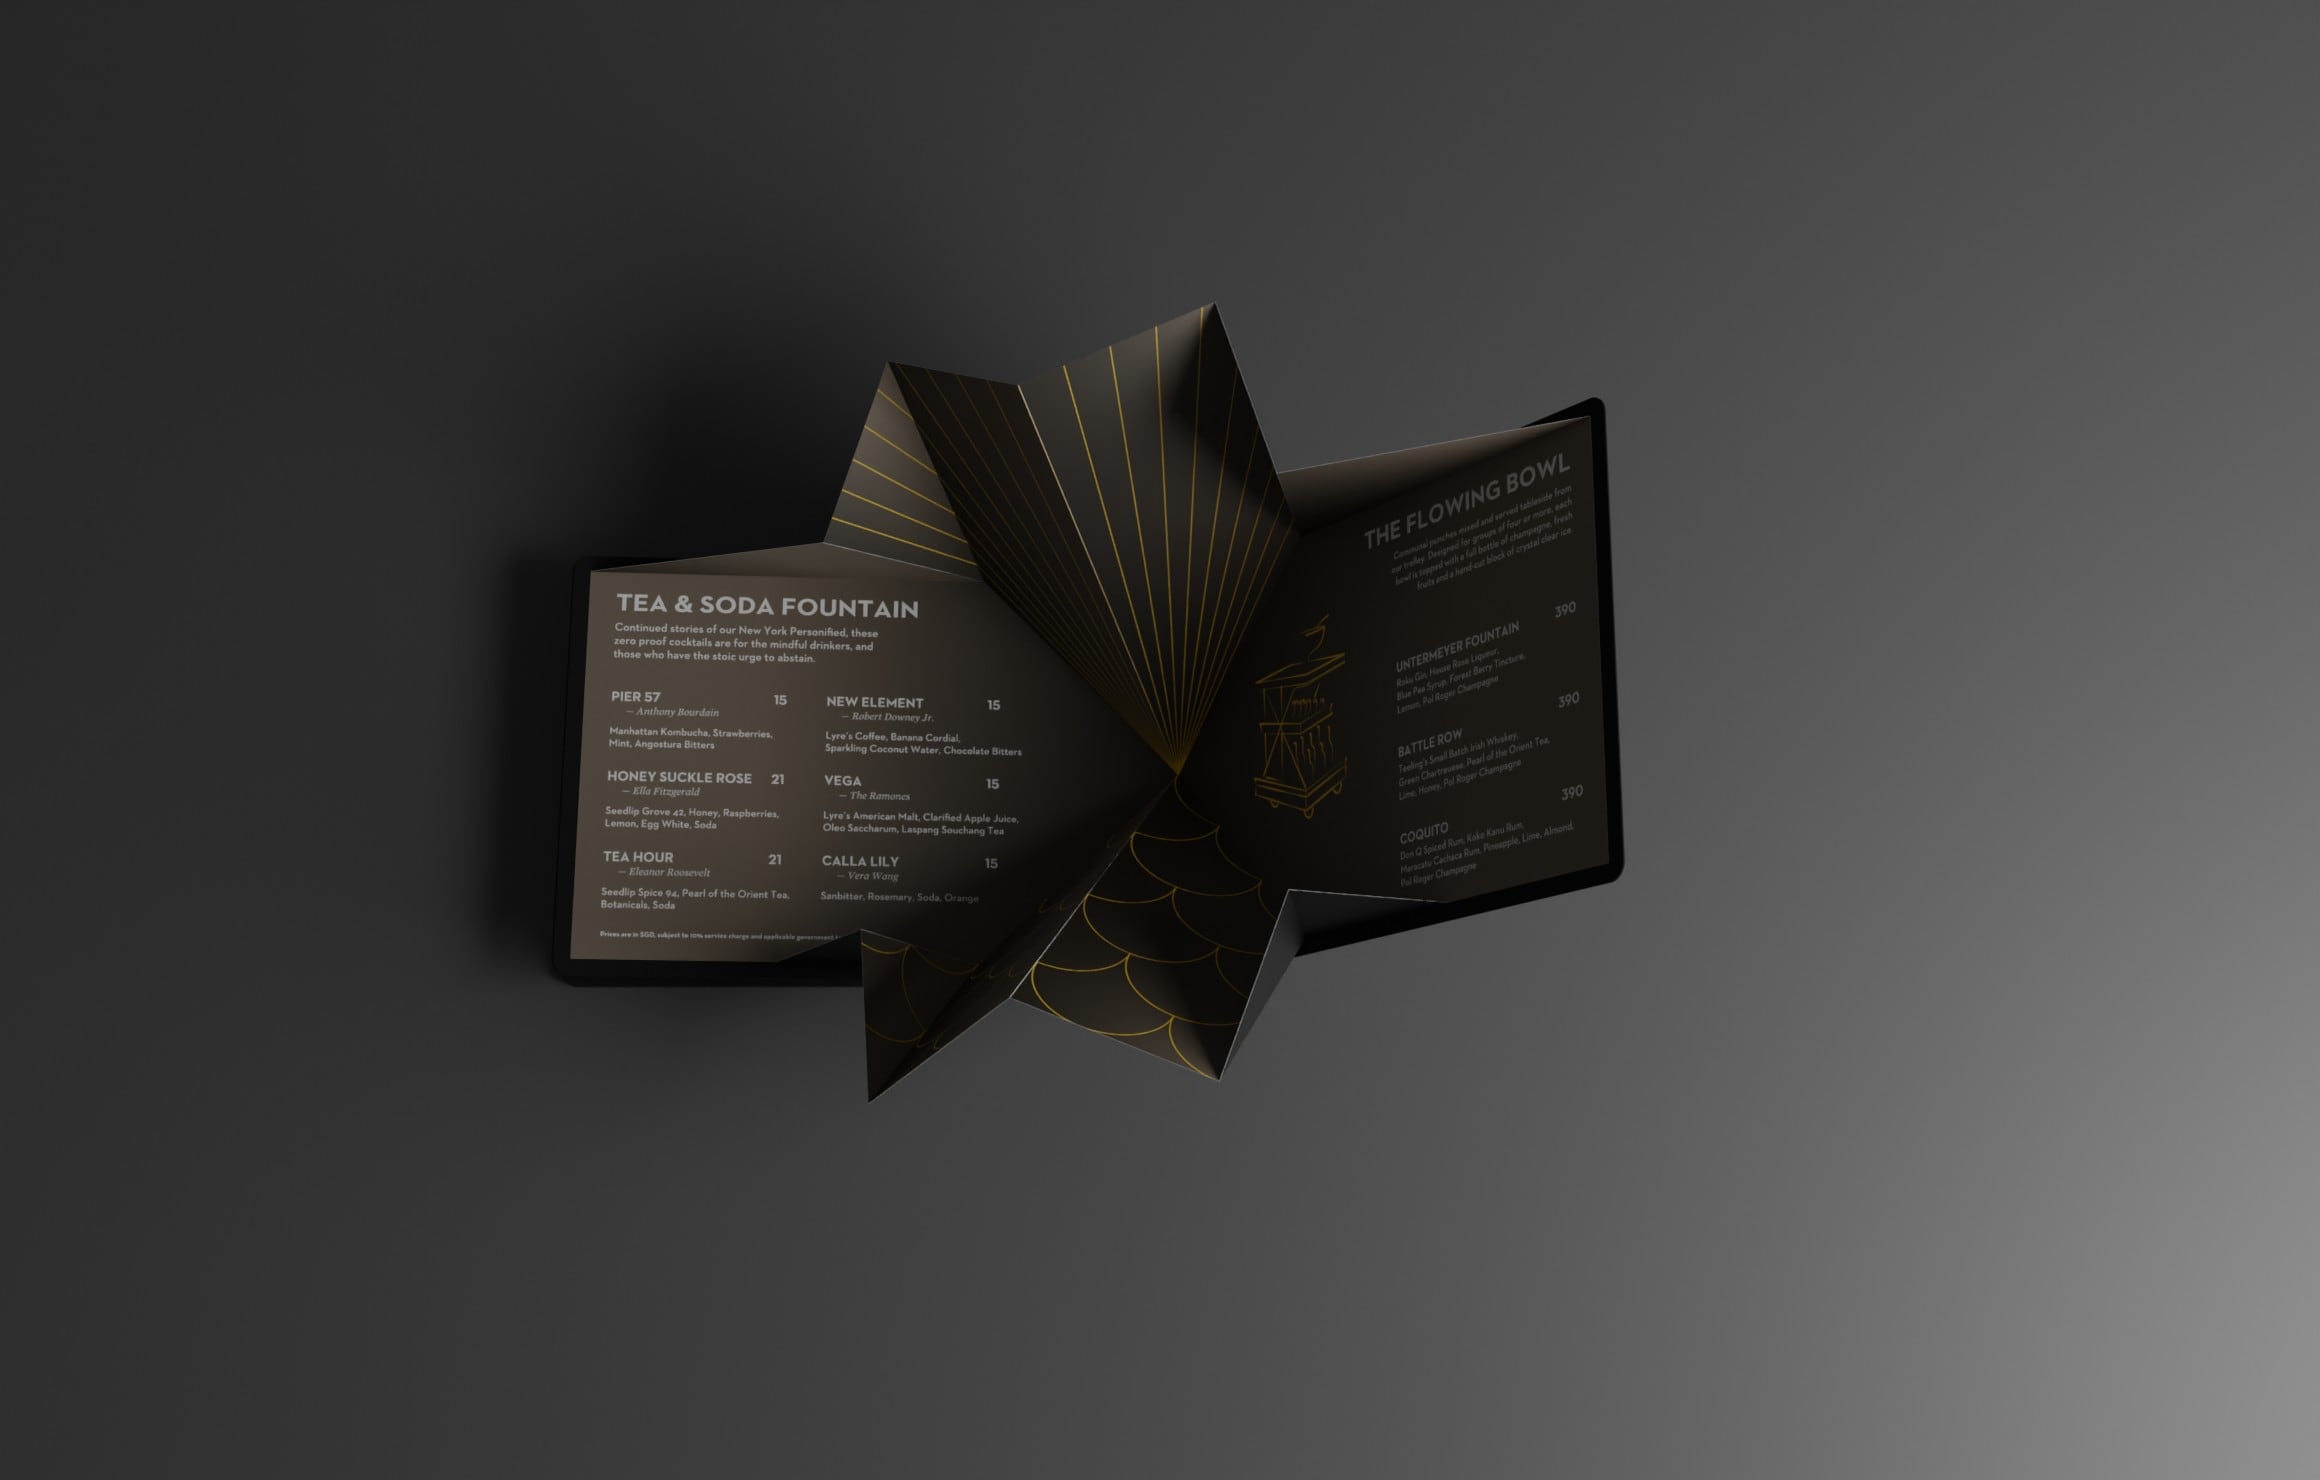 TEA & SODA FOUNTAIN
Continued stories of our New York Personified, these
zero proof cocktails are for the mindful drinkers, and
those who have the stoic urge to abstain.
PIER 57 15
— Anthony Bourdain
Manhattan Kombucha, Strawberries,
Mint, Angostura Bitters
HONEY SUCKLE ROSE 21
— Ella Fitzgerald
Seedlip Grove 42, Honey, Raspberries,
Lemon, Egg White, Soda
TEA HOUR 21
— Eleanor Roosevelt
Seedlip Spice 94, Pearl of the Orient Tea,
Botanicals, Soda
NEW ELEMENT 15
— Robert Downey Jr.
Lyre's Coffee, Banana Cordial,
Sparkling Coconut Water, Chocolate Bitters
VEGA 15
— The Ramones
Lyre's American Malt, Clarified Apple Juice,
Oleo Saccharum, Laspang Souchang Tea
CALLA LILY 15
— Vera Wang
Sanbitter, Rosemary, Soda, Orange
Prices are in SGD, subject to 10% service charge and applicable government
THE FLOWING BOWL
Communal punches mixed and served tableside from
our trolley. Designed for groups of four or more, each
bowl is topped with a full bottle of champagne, fresh
fruits and a hand-cut block of crystal clear ice.
390
UNTERMEYER FOUNTAIN
Roku Gin, House Rose Liqueur,
Blue Pea Syrup, Forest Berry Tincture,
Lemon, Pol Roger Champagne
390
BATTLE ROW
Teeling's Small Batch Irish Whiskey,
Green Chartreuese, Pearl of the Orient Tea,
Lime, Honey, Pol Roger Champagne
390
COQUITO
Don Q Spiced Rum, Koko Kanu Rum,
Maracatu Cachaca Rum, Pineapple, Lime, Almond,
Pol Roger Champagne